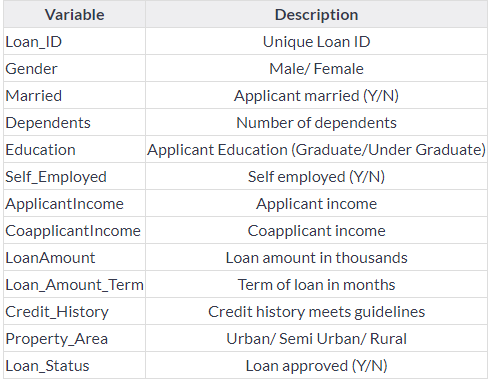 Variable Description
Loan_ID Unique Loan ID
Gender Male/ Female
Married Applicant married (Y/N)
Dependents Number of dependents
Education Applicant Education (Graduate/Under Graduate)
Self_Employed Self employed (Y/N)
ApplicantIncome Applicant income
CoapplicantIncome Coapplicant income
LoanAmount Loan amount in thousands
Loan_Amount_Term Term of loan in months
Credit_History Credit history meets guidelines
Property_Area Urban/ Semi Urban/ Rural
Loan_Status Loan approved (Y/N)